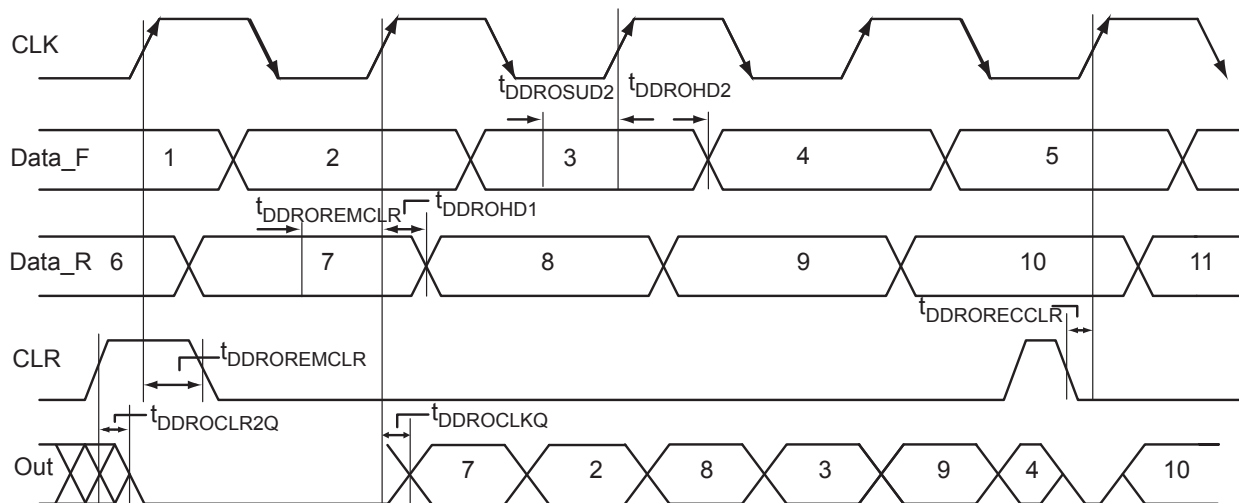 CLK
tDDROSUD2 tDDROHD2
Data_F 1 2 3 4 5
tDDROREMCLR tDDROHD1
Data_R 6 7 8 9 10 11
tDDRORECCLR
CLR tDDROREMCLR
tDDROCLR2Q tDDROCLKQ
Out 7 2 8 3 9 4 10